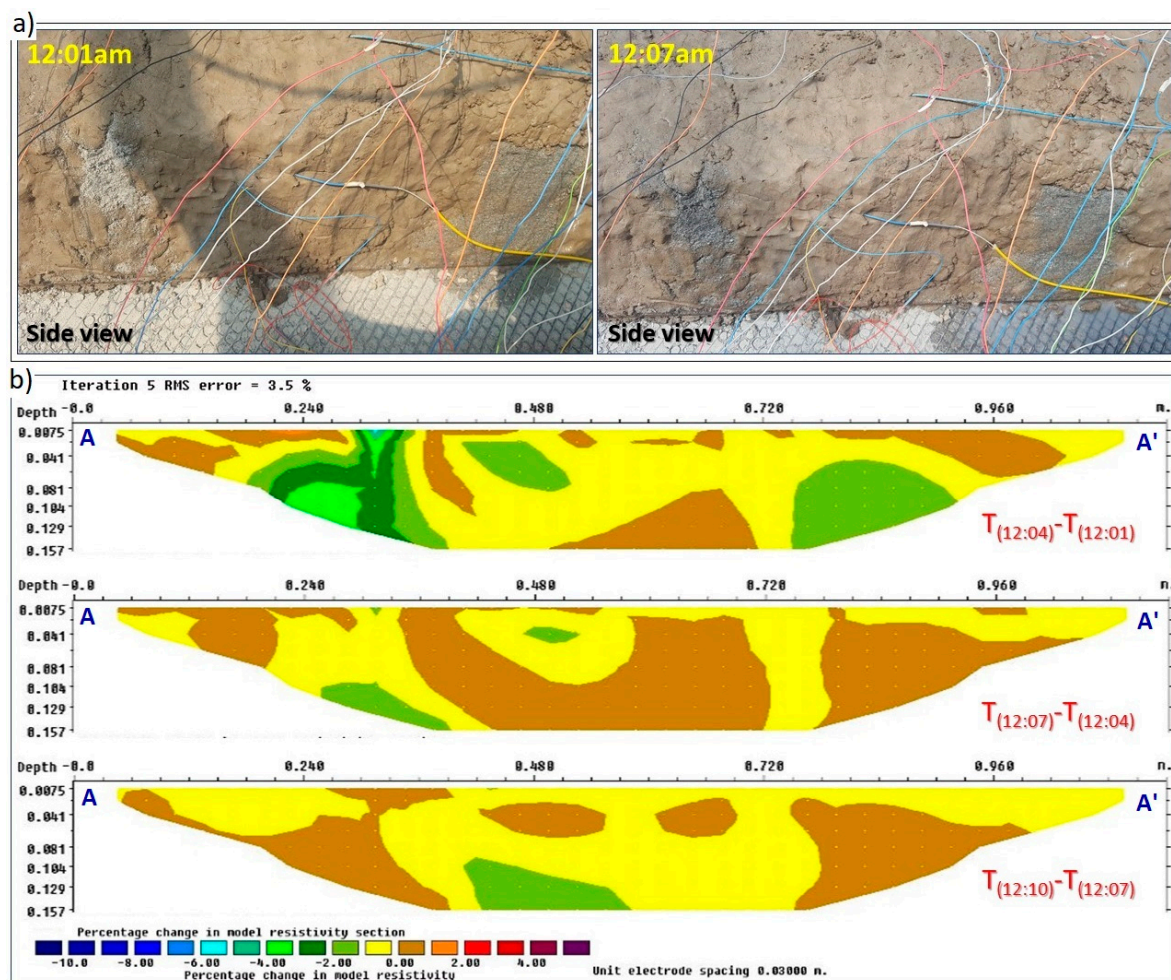 a)
12:01am
12:07am
Side view
Side view
b)
Iteration 5 RMS error = 3.5 %
Depth -0.0 0.240 0.480 0.720 0.960 m.
0.0075
A A'
0.041
0.081
0.104
0.129
T(12:04)-T(12:01)
0.157
Depth -0.0 0.240 0.480 0.720 0.960 m.
0.0075
A A'
0.041
0.081
0.104
0.129
T(12:07)-T(12:04)
0.157
Depth -0.0 0.240 0.480 0.720 0.960 m.
0.0075
A A'
0.041
0.081
0.104
0.129
T(12:10)-T(12:07)
0.157
Percentage change in model resistivity section
-10.0 -8.00 -6.00 -4.00 -2.00 0.00 2.00 4.00
Percentage change in model resistivity
Unit electrode spacing 0.03000 m.